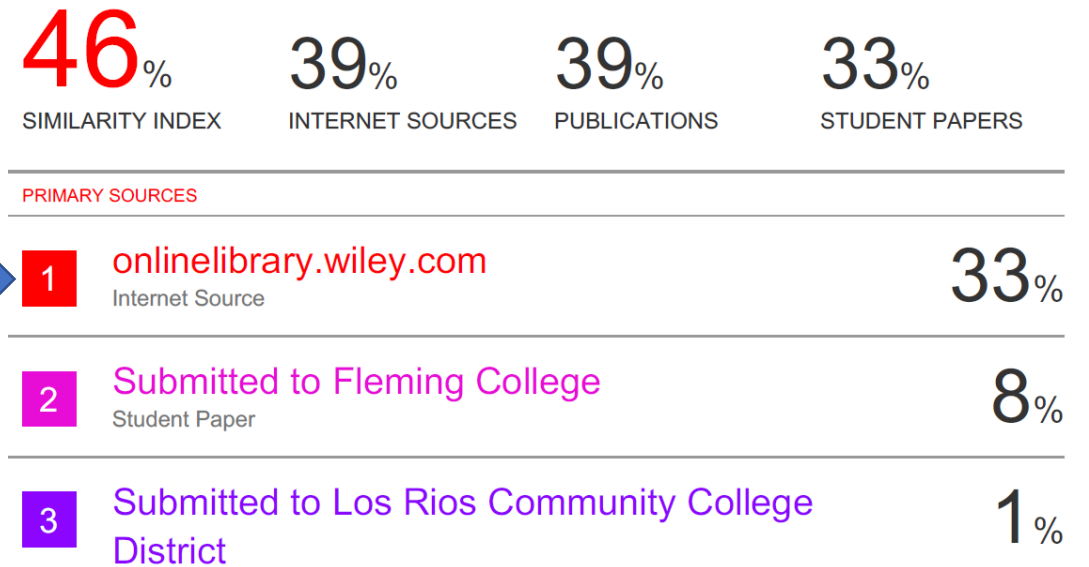 46% 39% 39% 33%
SIMILARITY INDEX INTERNET SOURCES PUBLICATIONS STUDENT PAPERS
PRIMARY SOURCES
1 onlinelibrary.wiley.com 33%
Internet Source
2 Submitted to Fleming College 8%
Student Paper
3 Submitted to Los Rios Community College 1%
District